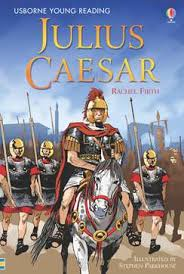 USBORNE YOUNG READING
JULIUS
CAESAR
RACHEL FIRTH
ILLUSTRATED BY
STEPHEN PARKHOUSE